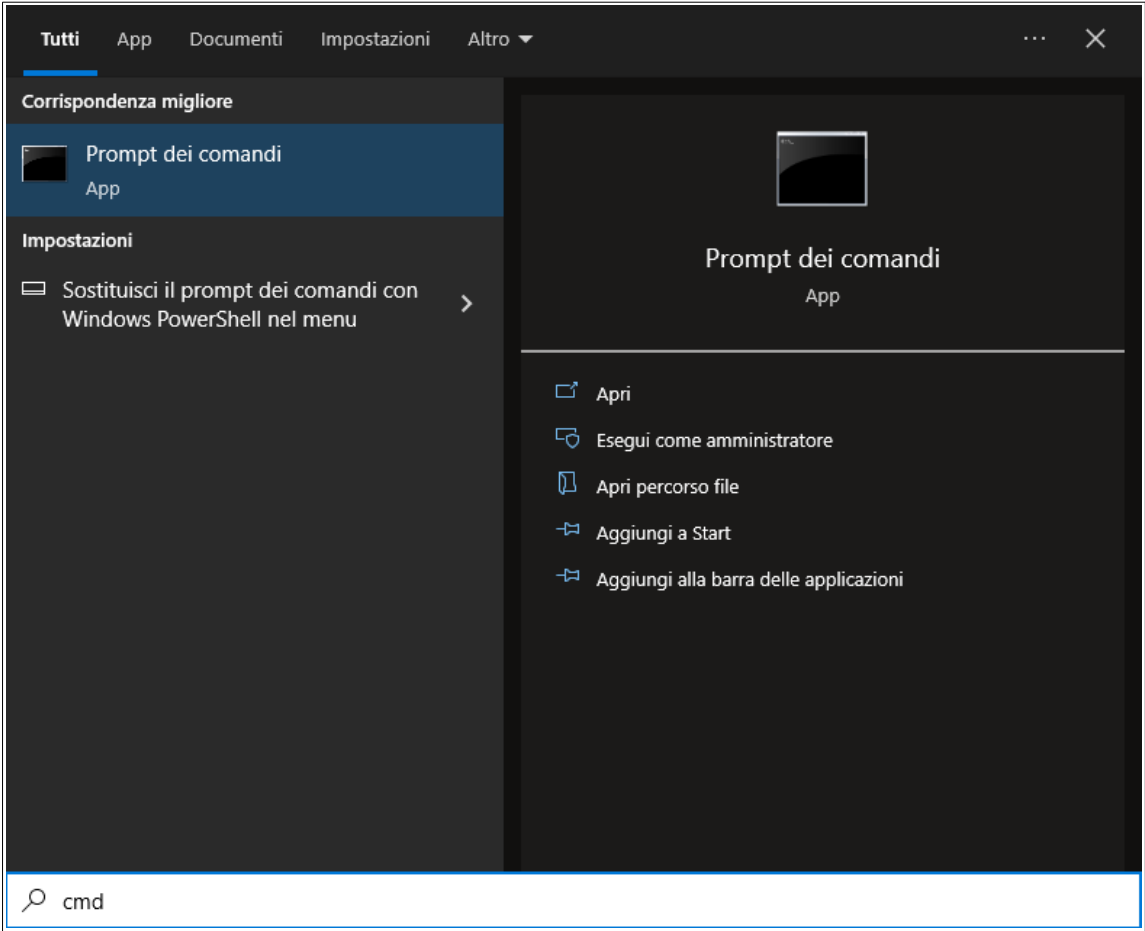 Tutti App Documenti Impostazioni Altro
Corrispondenza migliore
Prompt dei comandi
App
Impostazioni
Sostituisci il prompt dei comandi con
Windows PowerShell nel menu
Prompt dei comandi
App
Apri
Esegui come amministratore
Apri percorso file
Aggiungi a Start
Aggiungi alla barra delle applicazioni
cmd